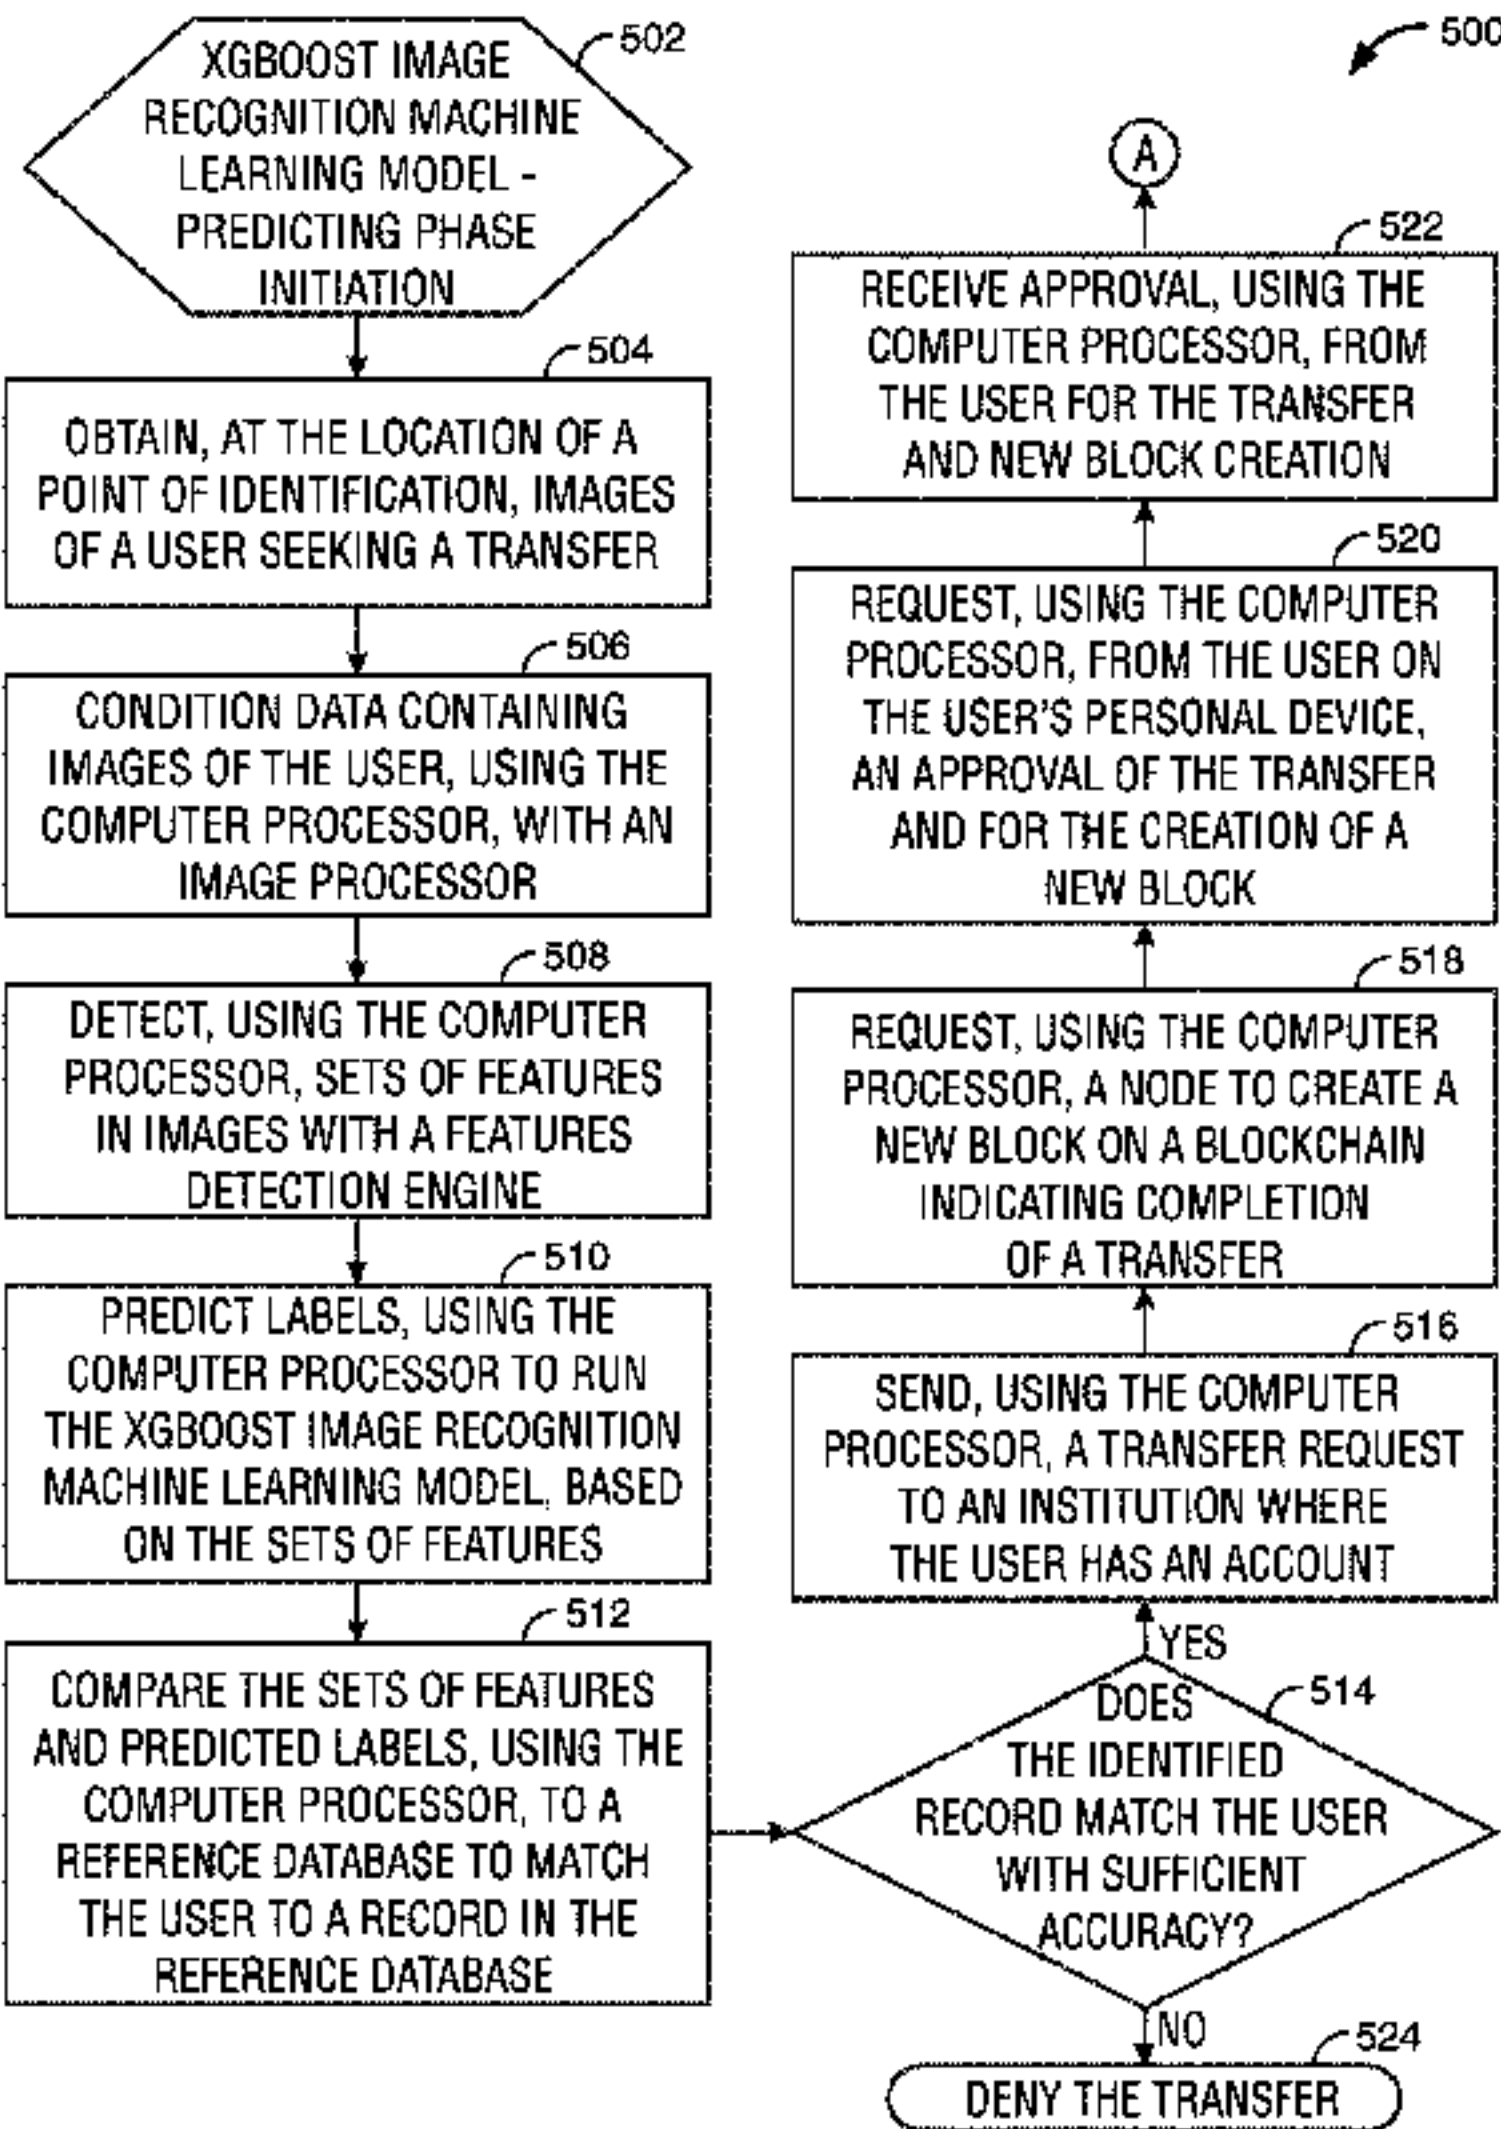 500
502
XGBOOST IMAGE
RECOGNITION MACHINE
LEARNING MODEL -
PREDICTING PHASE
INITIATION
504
OBTAIN, AT THE LOCATION OF A
POINT OF IDENTIFICATION, IMAGES
OF A USER SEEKING A TRANSFER
506
CONDITION DATA CONTAINING
IMAGES OF THE USER, USING THE
COMPUTER PROCESSOR, WITH AN
IMAGE PROCESSOR
508
DETECT, USING THE COMPUTER
PROCESSOR, SETS OF FEATURES
IN IMAGES WITH A FEATURES
DETECTION ENGINE
510
PREDICT LABELS, USING THE
COMPUTER PROCESSOR TO RUN
THE XGBOOST IMAGE RECOGNITION
MACHINE LEARNING MODEL, BASED
ON THE SETS OF FEATURES
512
COMPARE THE SETS OF FEATURES
AND PREDICTED LABELS, USING THE
COMPUTER PROCESSOR, TO A
REFERENCE DATABASE TO MATCH
THE USER TO A RECORD IN THE
REFERENCE DATABASE
514
DOES
THE IDENTIFIED
RECORD MATCH THE USER
WITH SUFFICIENT
ACCURACY?
YES
516
SEND, USING THE COMPUTER
PROCESSOR, A TRANSFER REQUEST
TO AN INSTITUTION WHERE
THE USER HAS AN ACCOUNT
518
REQUEST, USING THE COMPUTER
PROCESSOR, A NODE TO CREATE A
NEW BLOCK ON A BLOCKCHAIN
INDICATING COMPLETION
OF A TRANSFER
520
REQUEST, USING THE COMPUTER
PROCESSOR, FROM THE USER ON
THE USER'S PERSONAL DEVICE,
AN APPROVAL OF THE TRANSFER
AND FOR THE CREATION OF A
NEW BLOCK
522
RECEIVE APPROVAL, USING THE
COMPUTER PROCESSOR, FROM
THE USER FOR THE TRANSFER
AND NEW BLOCK CREATION
A
NO
524
DENY THE TRANSFER